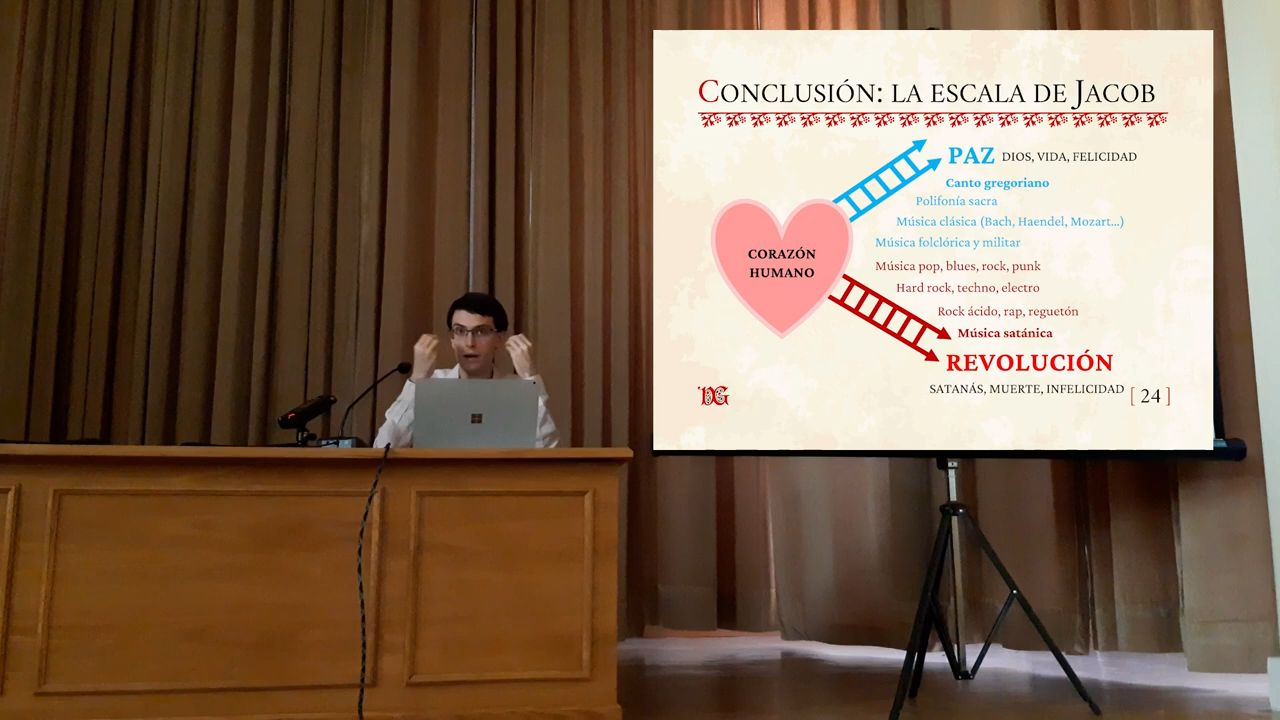 CONCLUSIÓN: LA ESCALA DE JACOB
PAZ DIOS, VIDA, FELICIDAD
Canto gregoriano
Polifonía sacra
Música clásica (Bach, Haendel, Mozart...)
Música folclórica y militar
CORAZÓN
HUMANO
Música pop, blues, rock, punk
Hard rock, techno, electro
Rock ácido, rap, reguetón
Música satánica
REVOLUCIÓN
SATANÁS, MUERTE, INFELICIDAD
[ 24 ]